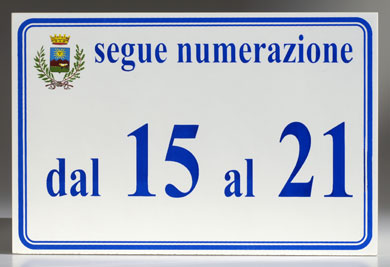 segue numerazione
dal 15 al 21